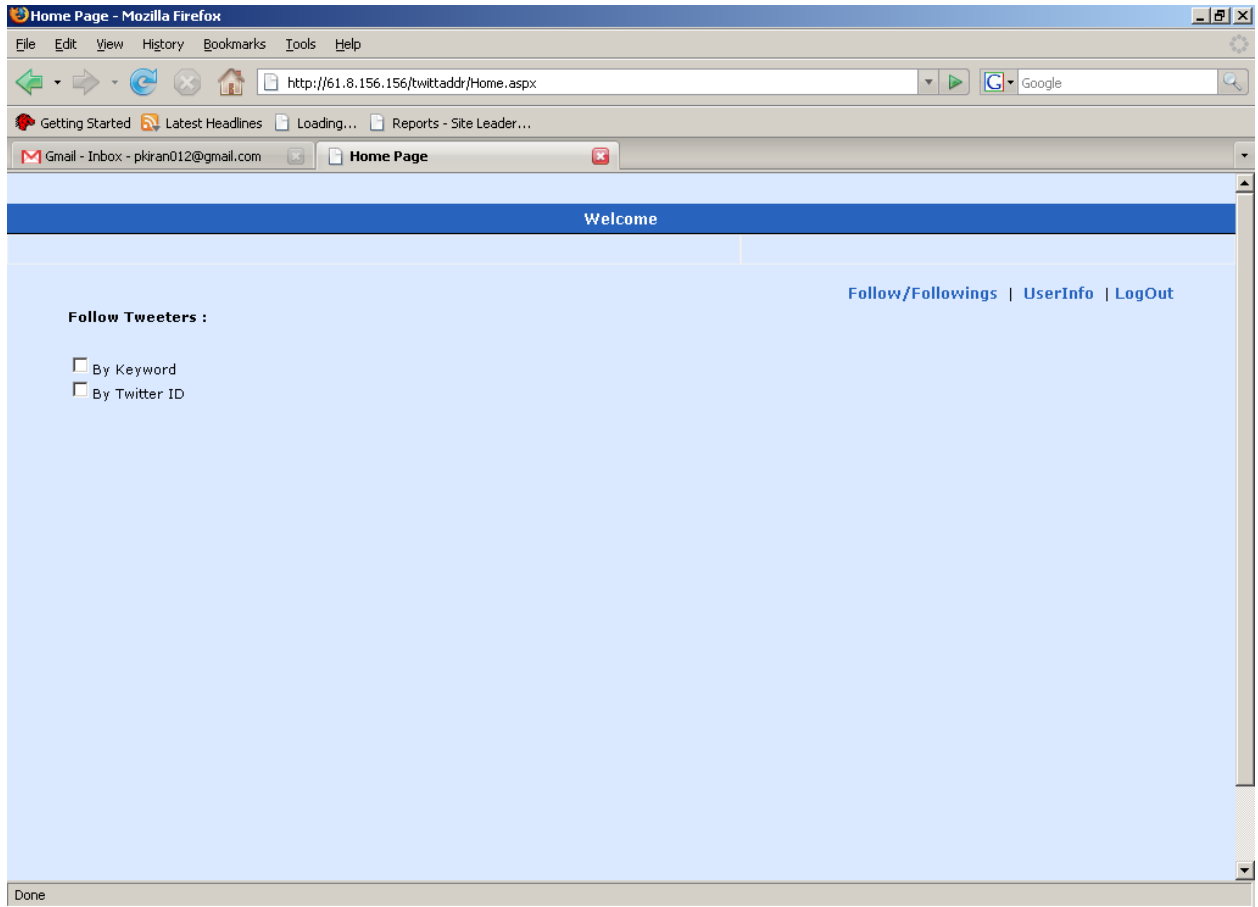 Home Page - Mozilla Firefox
File Edit View History Bookmarks Tools Help
http://61.8.156.156/twittaddr/Home.aspx G Google
Getting Started Latest Headlines Loading... Reports - Site Leader...
Gmail - Inbox - pkiran012@gmail.com Home Page
Welcome
Follow/Followings | UserInfo | LogOut
Follow Tweeters :
By Keyword
By Twitter ID
Done